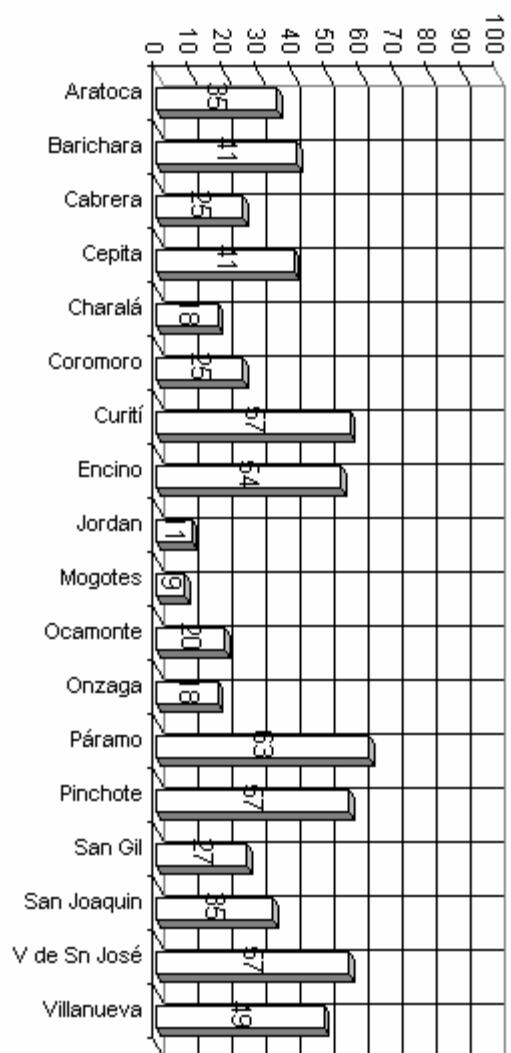 0 10 20 30 40 50 60 70 80 90 100
Aratoca 35
Barichara 41
Cabrera 25
Cepita 41
Charalá 18
Coromoro 25
Curití 57
Encino 54
Jordan 11
Mogotes 9
Ocamonte 20
Onzaga 18
Páramo 63
Pinchote 57
San Gil 27
San Joaquin 35
V de Sn José 57
Villanueva 49